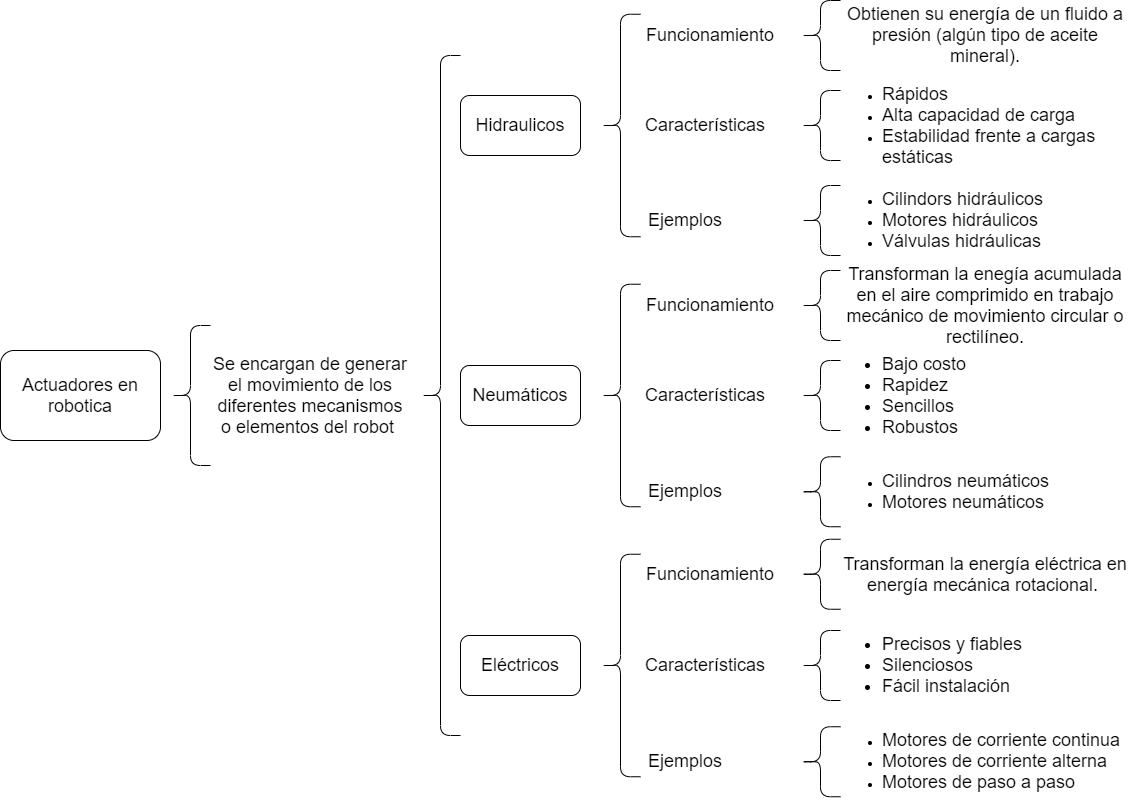 Actuadores en
robotica
Se encargan de generar
el movimiento de los
diferentes mecanismos
o elementos del robot
Hidraulicos
Funcionamiento
Obtienen su energía de un fluido a
presión (algún tipo de aceite
mineral).
Características
• Rápidos
• Alta capacidad de carga
• Estabilidad frente a cargas
estáticas
Ejemplos
• Cilindors hidráulicos
• Motores hidráulicos
• Válvulas hidráulicas
Neumáticos
Funcionamiento
Transforman la enegía acumulada
en el aire comprimido en trabajo
mecánico de movimiento circular o
rectilíneo.
Características
• Bajo costo
• Rapidez
• Sencillos
• Robustos
Ejemplos
• Cilindros neumáticos
• Motores neumáticos
Eléctricos
Funcionamiento
Transforman la energía eléctrica en
energía mecánica rotacional.
Características
• Precisos y fiables
• Silenciosos
• Fácil instalación
Ejemplos
• Motores de corriente continua
• Motores de corriente alterna
• Motores de paso a paso